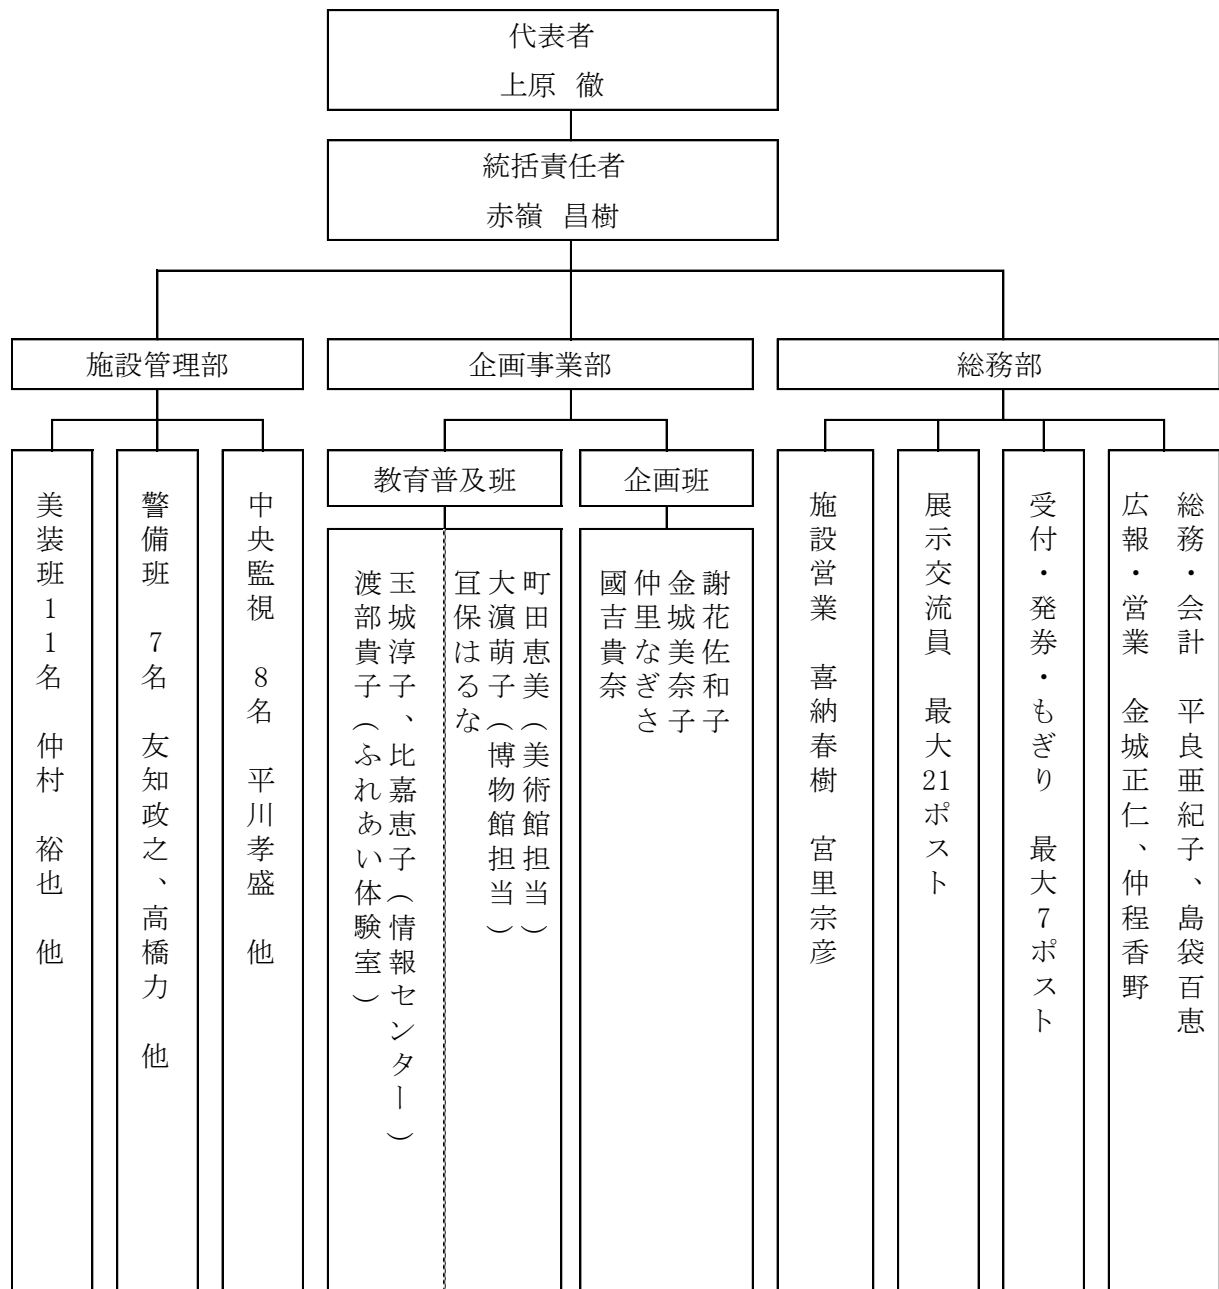 代表者
上原 徹
統括責任者
赤嶺 昌樹
施設管理部
企画事業部
総務部
教育普及班
企画班
総務・会計 平良亜紀子、島袋百恵
広報・営業 金城正仁、仲程香野
受付・発券・もぎり 最大7ポスト
展示交流員 最大21ポスト
施設営業 喜納春樹 宮里宗彦
謝花佐和子
金城美奈子
仲里なぎさ
國吉貴奈
町田恵美(美術館担当)
大濵萌子(博物館担当)
亘保はるな
玉城淳子、比嘉恵子(情報センター)
渡部貴子(ふれあい体験室)
中央監視 8名 平川孝盛 他
警備班 7名 友知政之、高橋力 他
美装班11名 仲村 裕也 他